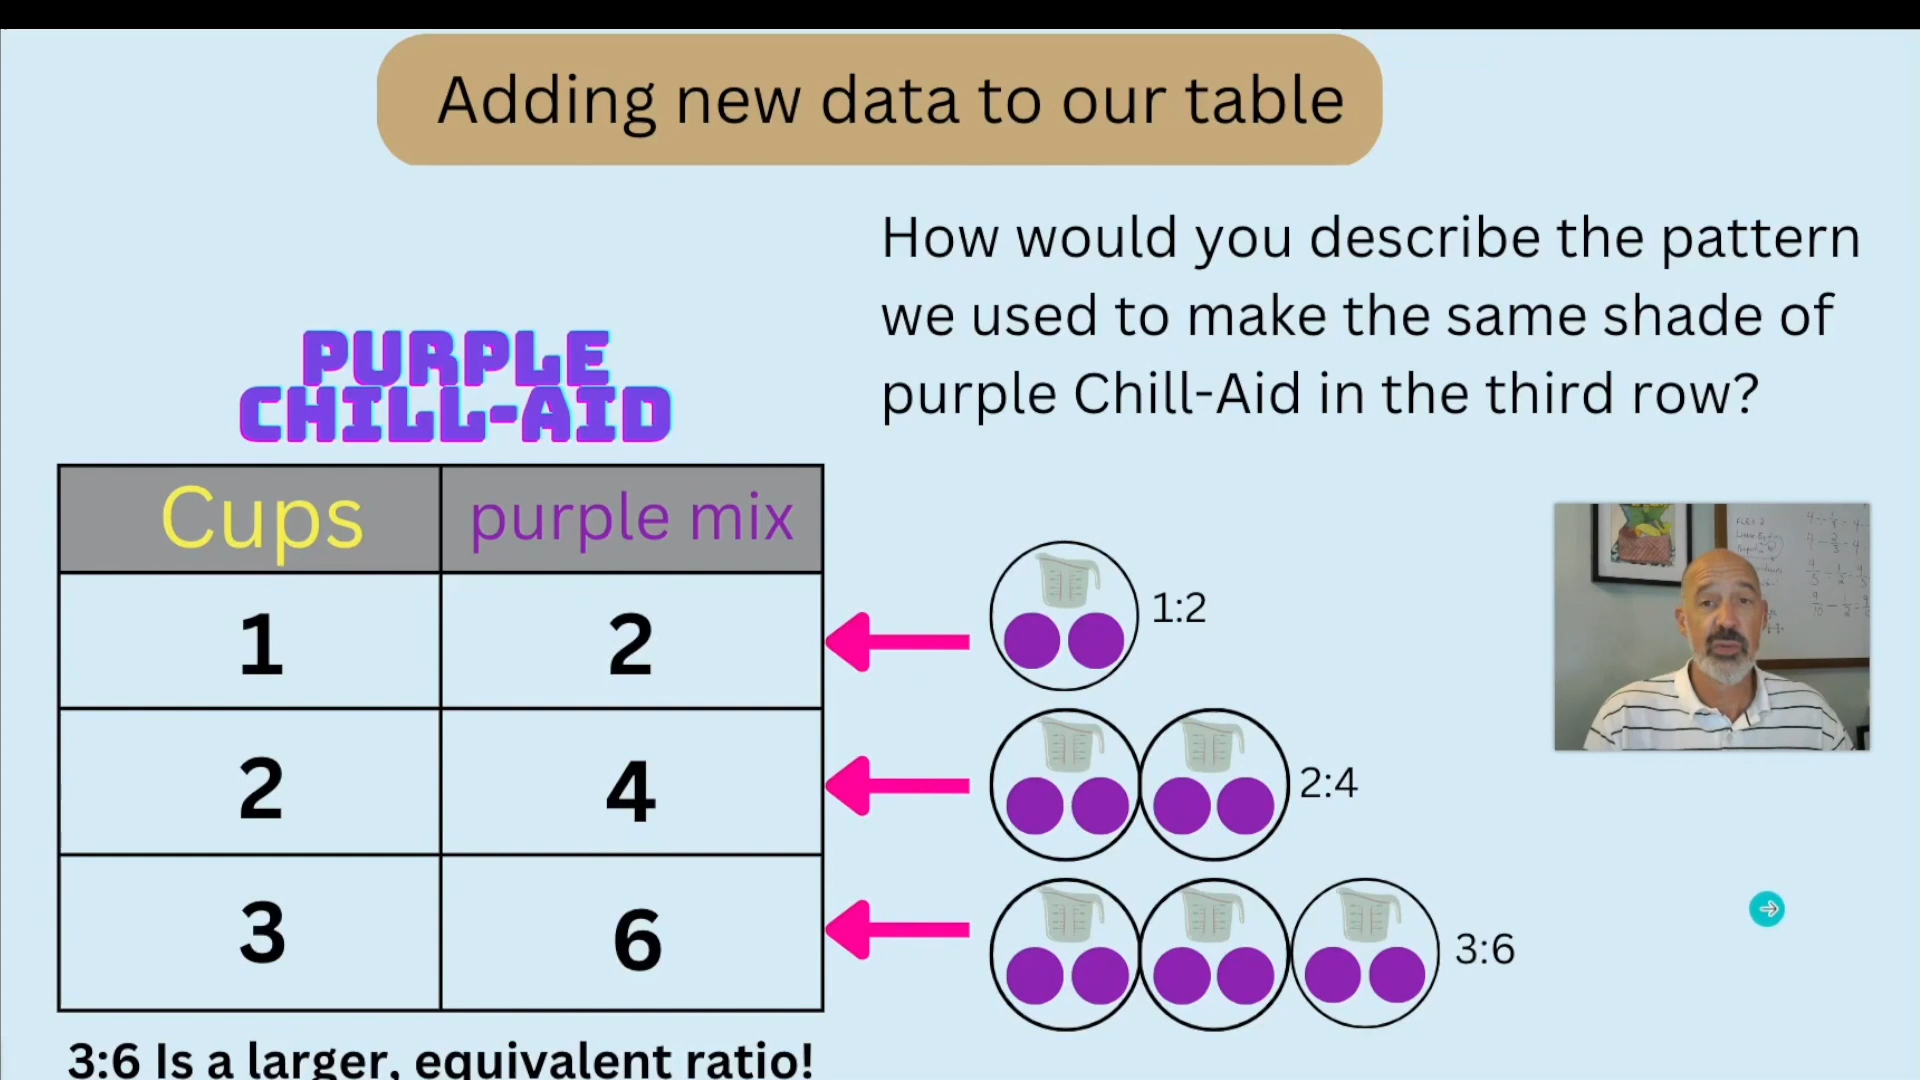 Adding new data to our table
How would you describe the pattern
we used to make the same shade of
purple Chill-Aid in the third row?
PURPLE
CHILL-AID
Cups purple mix
1 2
1:2
2 4
2:4
3 6
3:6
3:6 Is a larger, equivalent ratio!